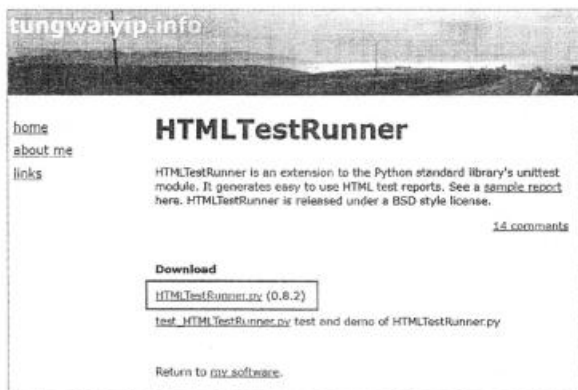 tungwaiyip.info
home
about me
links
HTMLTestRunner
HTMLTestRunner is an extension to the Python standard library's unittest
module. It generates easy to use HTML test reports. See a sample report
here. HTMLTestRunner is released under a BSD style license.
14 comments
Download
HTMLTestRunner.py (0.8.2)
test_HTMLTestRunner.py test and demo of HTMLTestRunner.py
Return to my software.